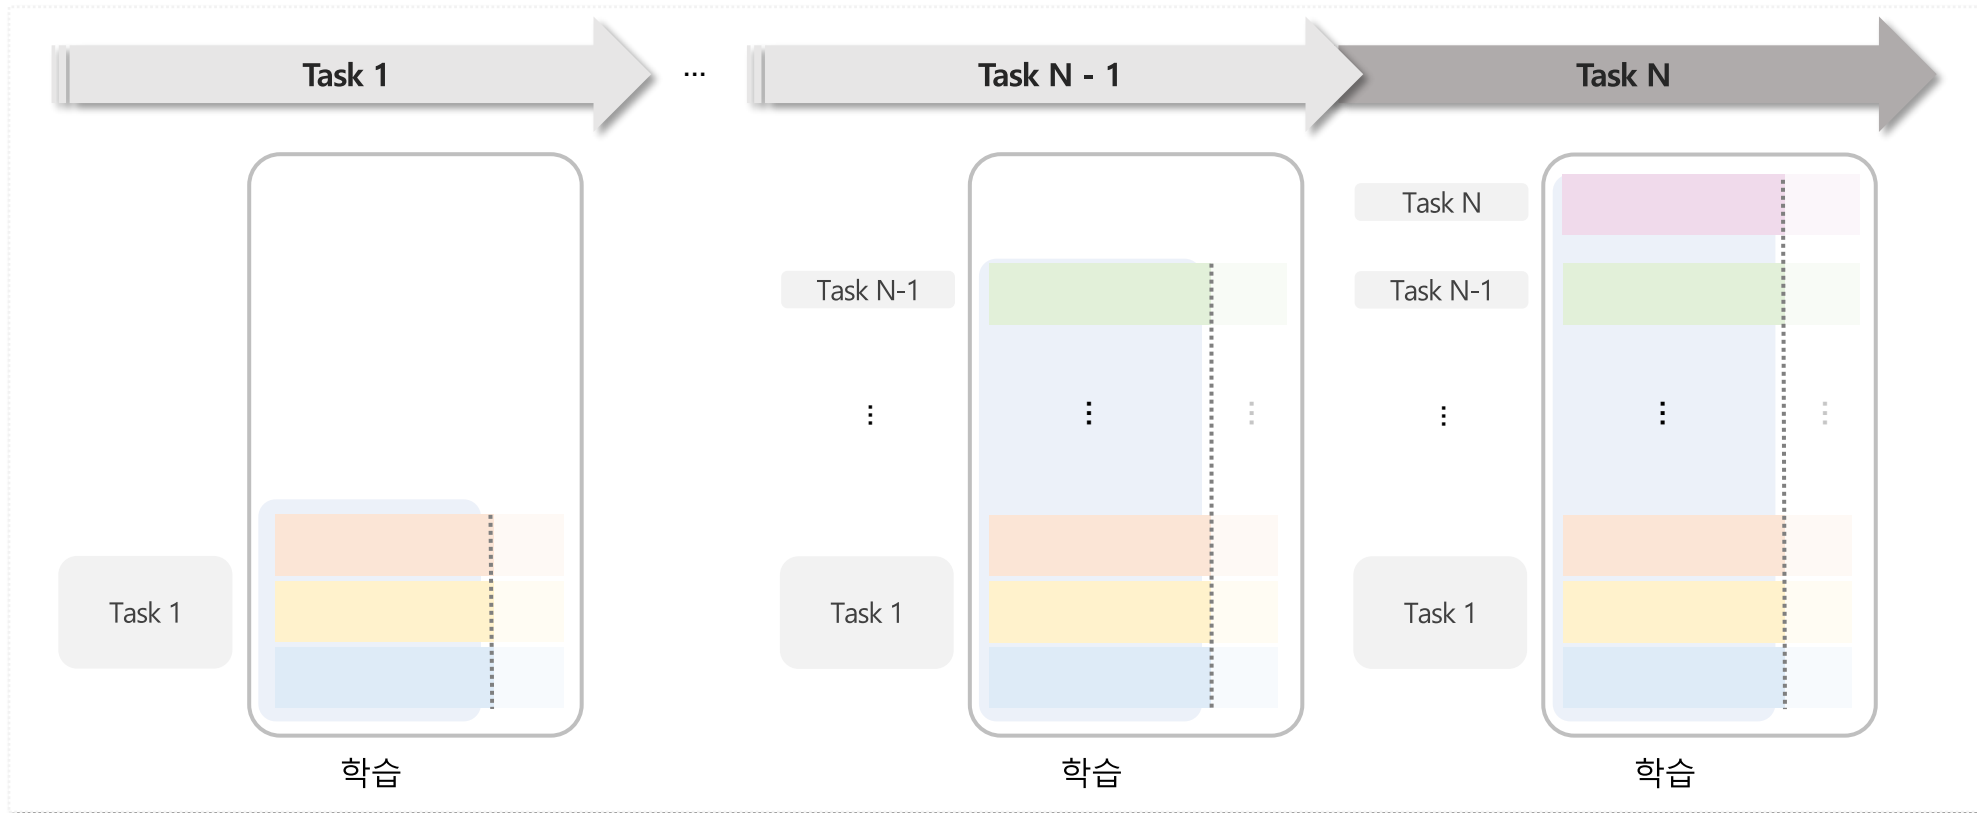 Task 1
...
Task N - 1
Task N
Task N
Task N-1
Task N-1
⋮
⋮
⋮
⋮
⋮
⋮
Task 1
Task 1
Task 1
학습
학습
학습